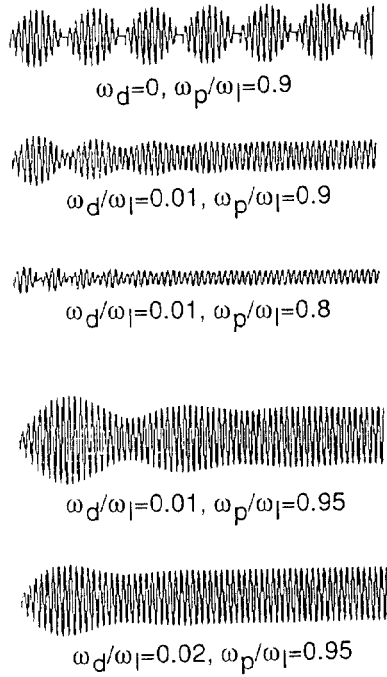 ωd=0, ωp/ωl=0.9
ωd/ωl=0.01, ωp/ωl=0.9
ωd/ωl=0.01, ωp/ωl=0.8
ωd/ωl=0.01, ωp/ωl=0.95
ωd/ωl=0.02, ωp/ωl=0.95